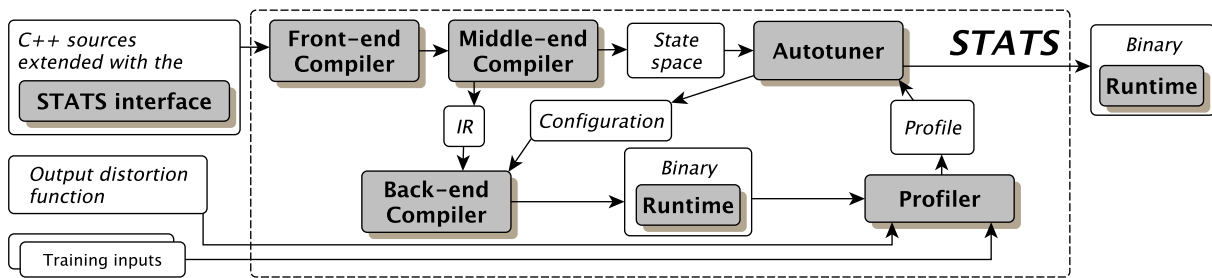 C++ sources
extended with the
STATS interface
Front-end
Compiler
Middle-end
Compiler
State
space
Autotuner
STATS
Binary
Runtime
IR
Configuration
Profile
Output distortion
function
Back-end
Compiler
Binary
Runtime
Profiler
Training inputs